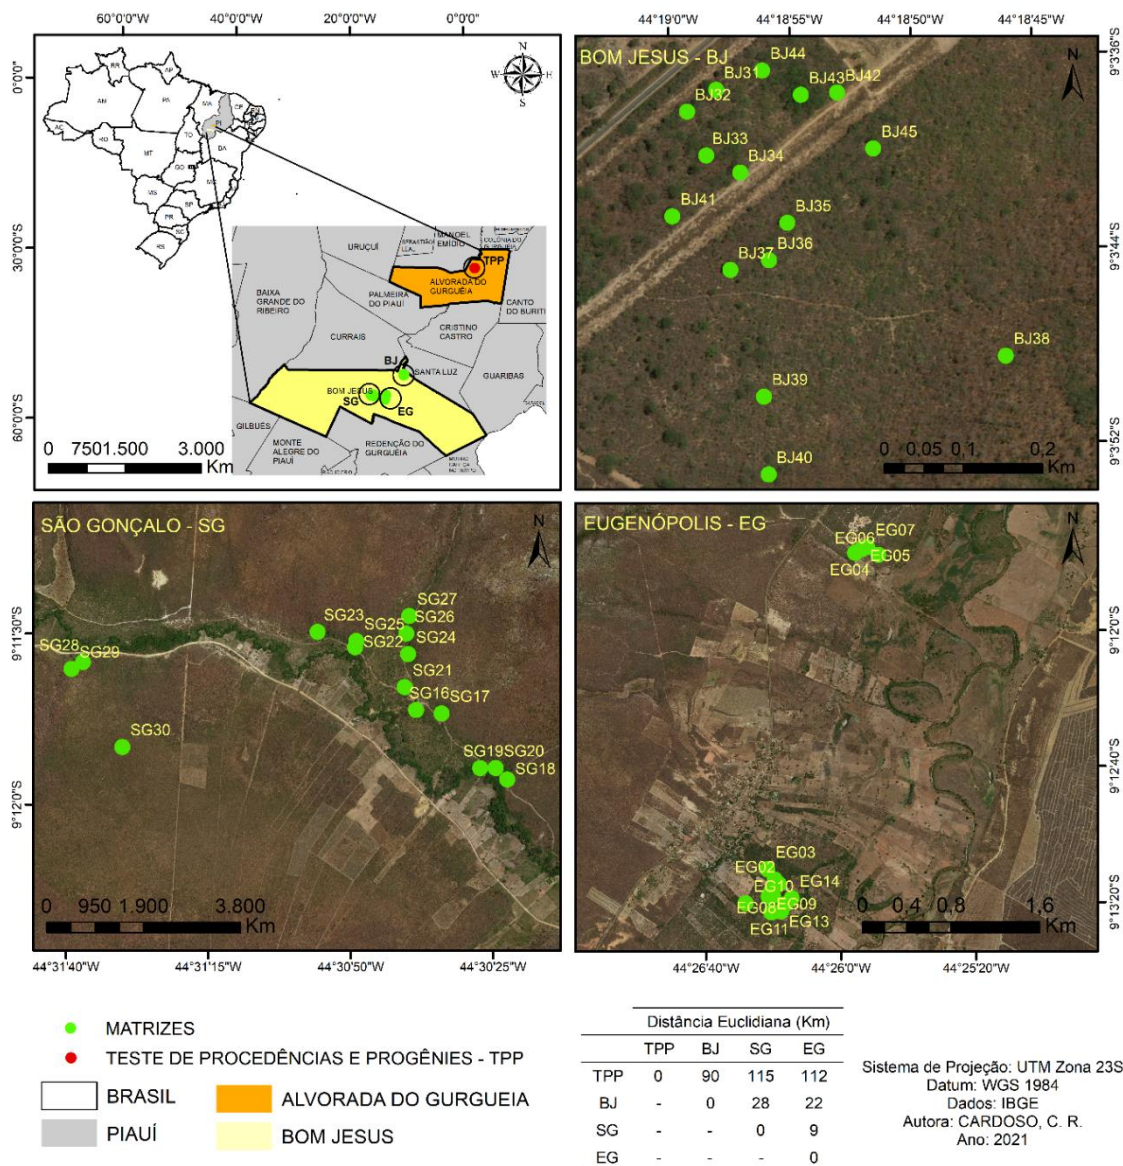 60°0'0"W
20°0'0"W
0°0'0"
0°0'0"
30°0'0"S
60°0'0"S
N
S
W
E
RR
AP
AM
PA
MA
CE
PI
AC
RO
TO
MT
BA
GO
MG
MS
SP
PR
SC
RS
URUÇUÍ
MANOEL
EMÍDIO
COLÔNIA DO
GURGUÉIA
TPP
ALVORADA DO
GURGUÉIA
BAIXA
GRANDE DO
RIBEIRO
PALMEIRA
DO PIAUÍ
CANTO
DO BURITI
CURRAIS
CRISTINO
CASTRO
BJ
SANTA LUZ
GUARIBAS
BOM JESUS
SG
EG
GILBUÉS
MONTE
ALEGRE DO
PIAUÍ
REDENÇÃO DO
GURGUÉIA
0 7501.500 3.000
Km
44°19'0"W
44°18'55"W
44°18'50"W
44°18'45"W
BOM JESUS - BJ
N
BJ44
BJ31
BJ43
BJ42
BJ32
BJ45
BJ33
BJ34
BJ41
BJ35
BJ36
BJ37
BJ38
BJ39
BJ40
9°3'36"S
9°3'44"S
9°3'52"S
0 0.05 0.1 0.2
Km
SÃO GONÇALO - SG
N
SG27
SG26
SG23
SG25
SG24
SG22
SG28
SG29
SG21
SG16
SG17
SG30
SG19
SG20
SG18
9°11'30"S
9°12'0"S
0 950 1.900 3.800
Km
44°31'40"W
44°31'15"W
44°30'50"W
44°30'25"W
EUGENÓPOLIS - EG
N
EG07
EG06
EG05
EG04
EG03
EG02
EG14
EG10
EG09
EG08
EG13
EG11
9°12'0"S
9°12'40"S
9°13'20"S
0 0,4 0,8 1,6
Km
44°26'40"W
44°26'0"W
44°25'20"W
MATRIZES
TESTE DE PROCEDÊNCIAS E PROGÊNIES - TPP
BRASIL
ALVORADA DO GURGUEIA
PIAUÍ
BOM JESUS
Distância Euclidiana (Km)
TPP BJ SG EG
TPP 0 90 115 112
BJ - 0 28 22
SG - - 0 9
EG - - - 0
Sistema de Projeção: UTM Zona 23S
Datum: WGS 1984
Dados: IBGE
Autora: CARDOSO, C. R.
Ano: 2021